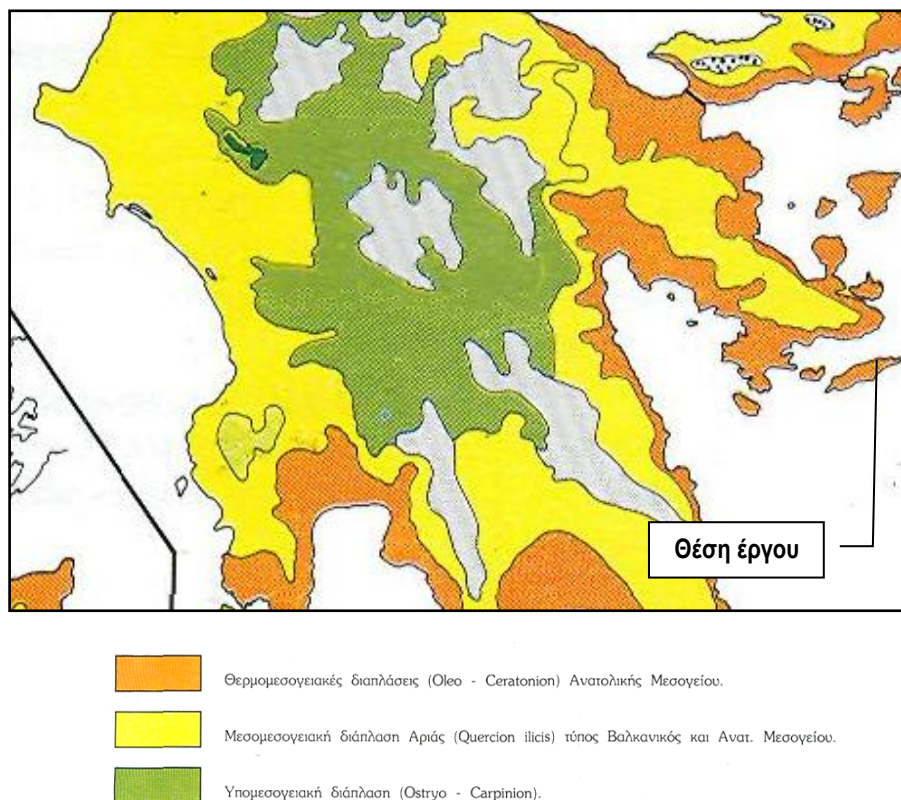 Θέση έργου
Θερμομεσογειακές διαπλάσεις (Oleo - Ceratonion) Ανατολικής Μεσογείου.
Μεσομεσογειακή διάπλαση Αριάς (Quercion ilicis) τύπος Βαλκανικός και Ανατ. Μεσογείου.
Υπομεσογειακή διάπλαση (Ostryo - Carpinion).